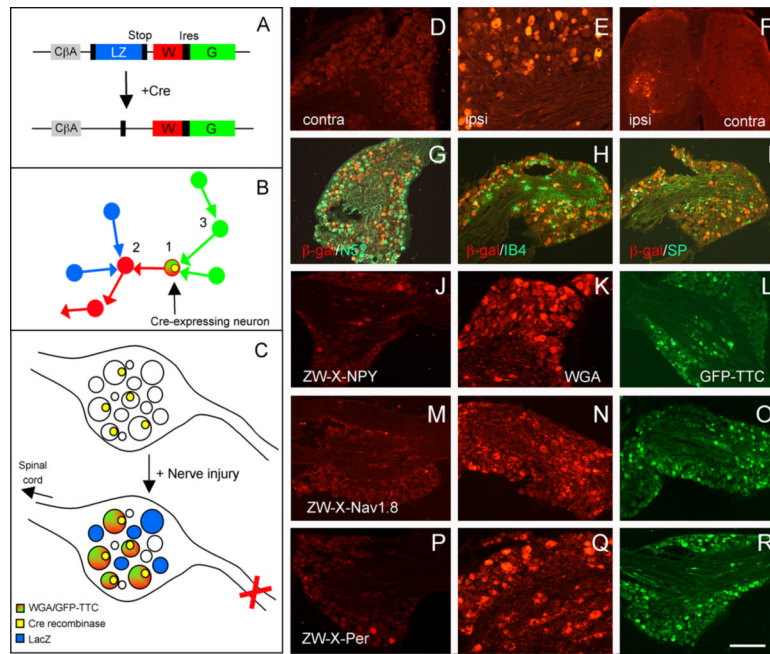 A
Stop
Ires
CβA
LZ
W
G
+Cre
CβA
W
G
B
3
2
1
Cre-expressing neuron
C
+ Nerve injury
Spinal
cord
WGA/GFP-TTC
Cre recombinase
LacZ
D
contra
E
ipsi
F
ipsi
contra
G
β-gal/N52
H
β-gal/IB4
I
β-gal/SP
J
ZW-X-NPY
K
WGA
L
GFP-TTC
M
ZW-X-Nav1.8
N
O
P
ZW-X-Per
Q
R